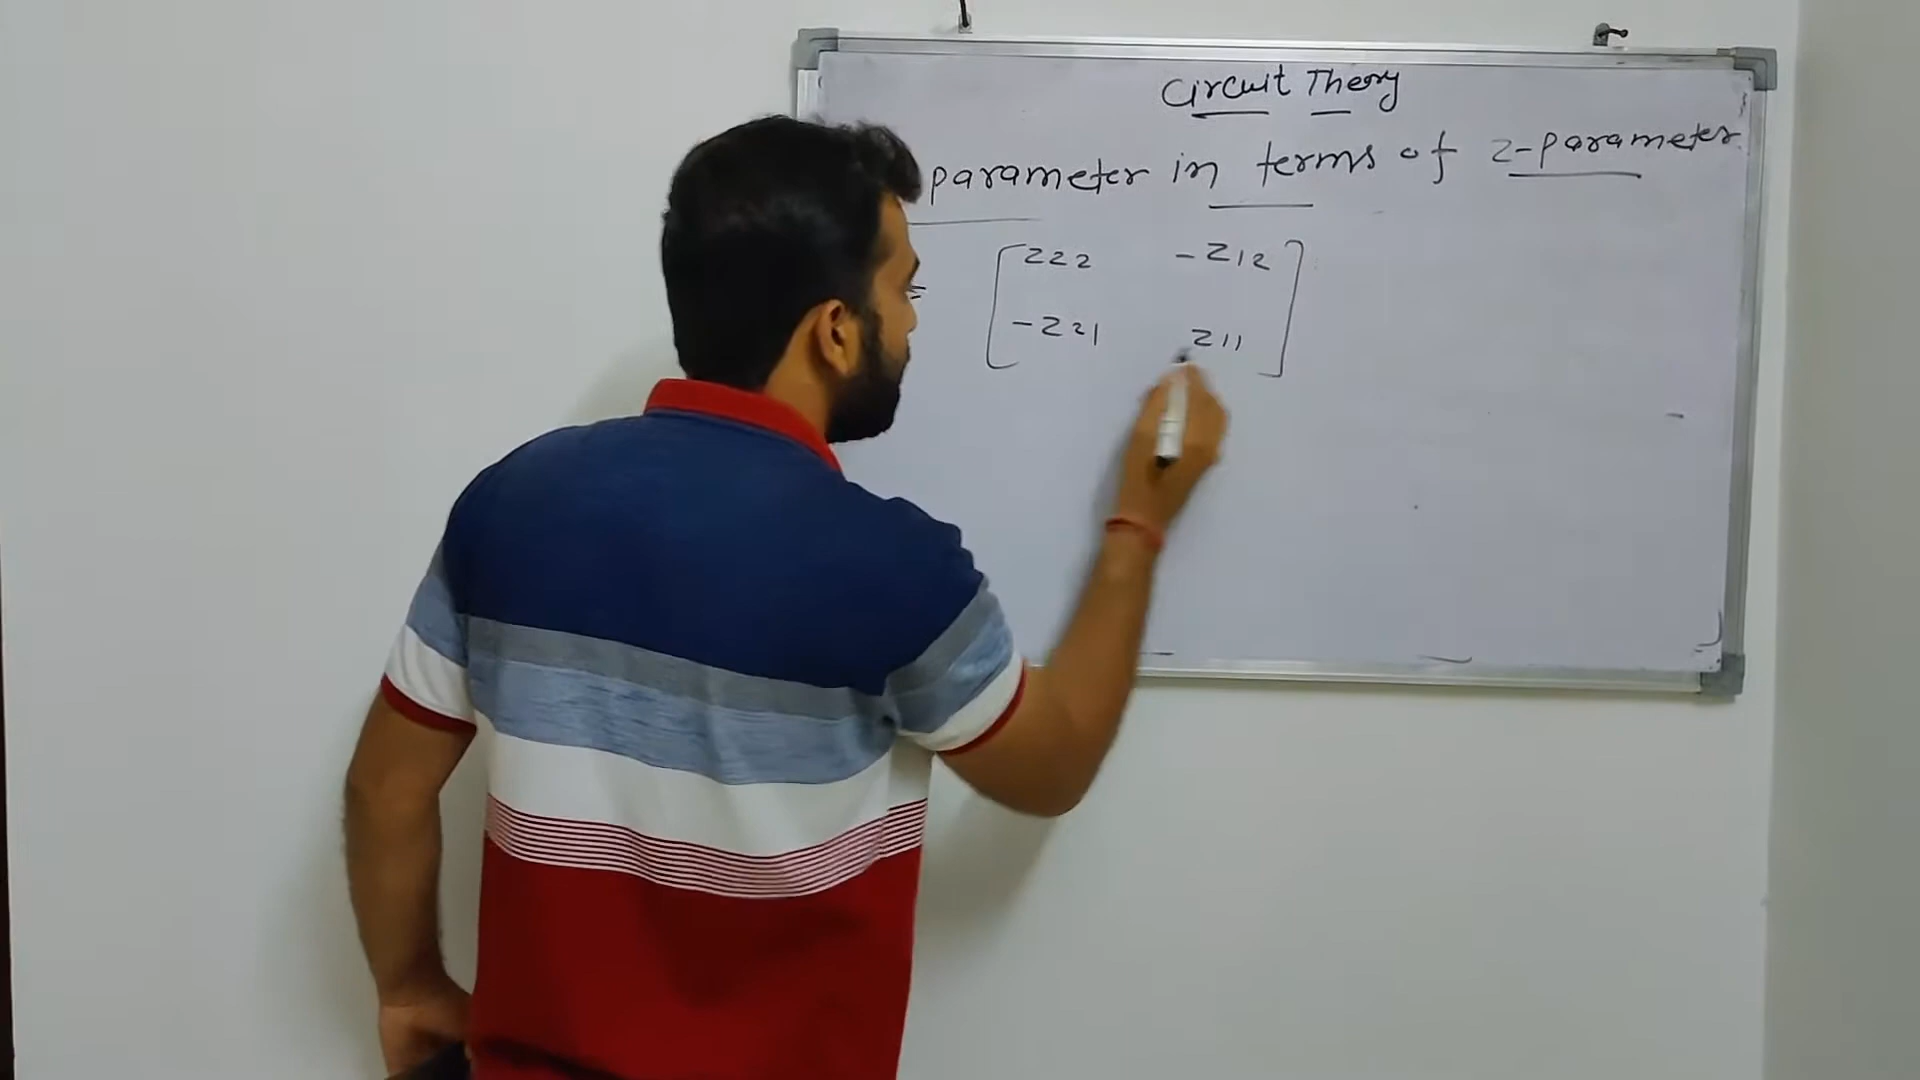 Circuit Theory
parameter in terms of Z-parameter
= [ Z22 -Z12
-Z21 Z11 ]